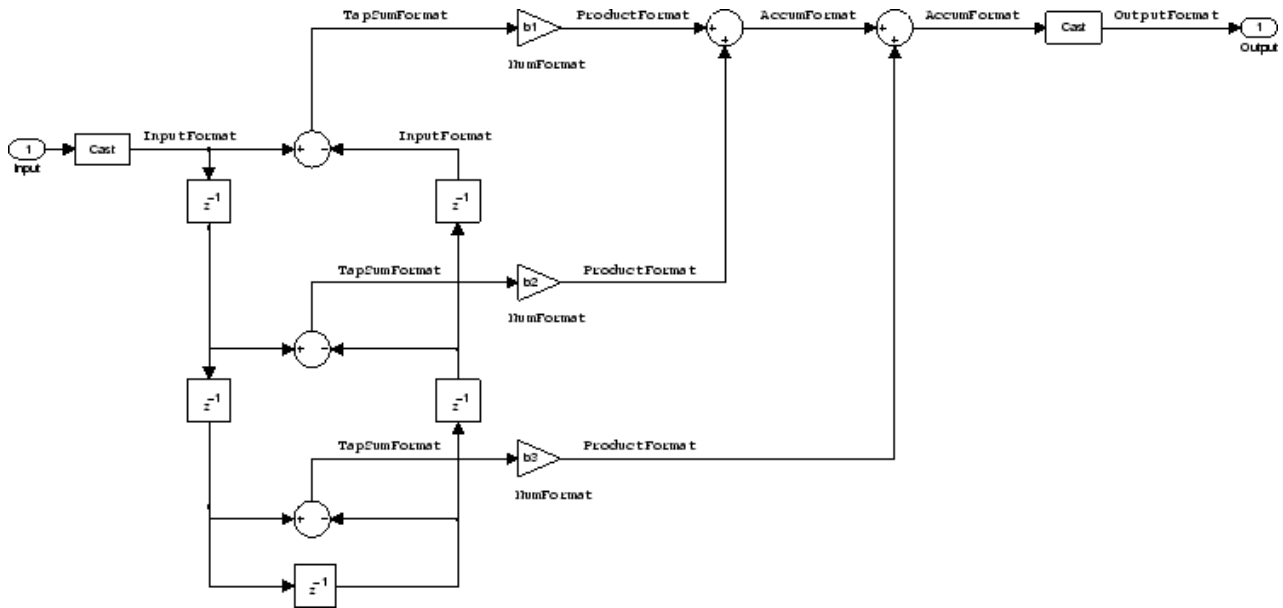 TapSumFormat
b1
ProductFormat
AccumFormat
AccumFormat
OutputFormat
NumFormat
+
+
+
+
Cast
1
Output
1
Input
Cast
InputFormat
+ −
InputFormat
z-1
z-1
TapSumFormat
b2
ProductFormat
NumFormat
+ −
z-1
z-1
TapSumFormat
b3
ProductFormat
NumFormat
+ −
z-1